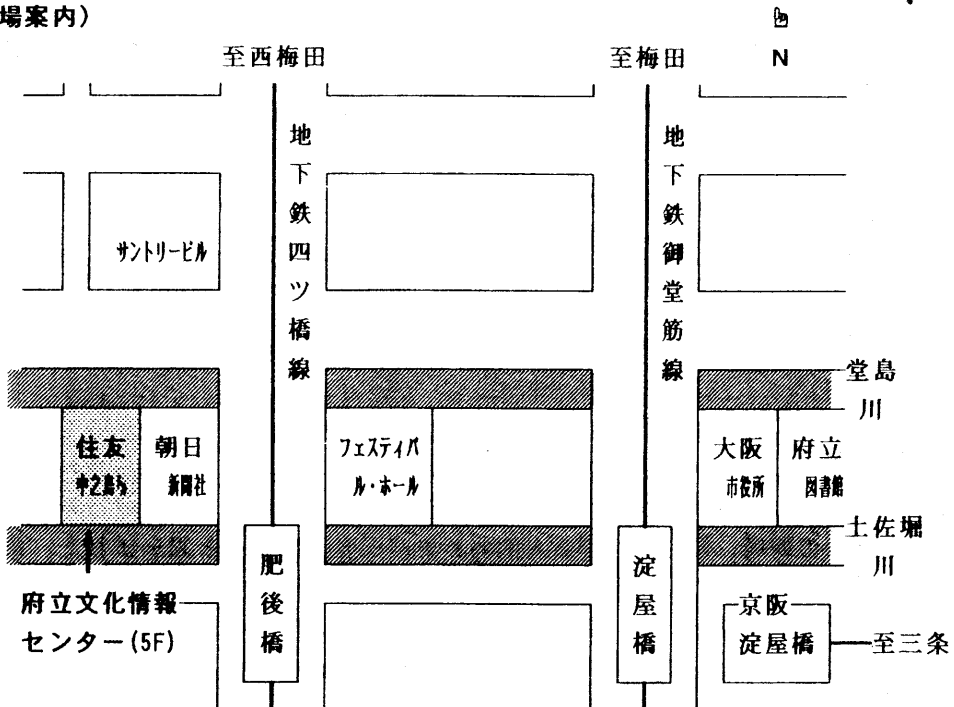 場案内)
N
至西梅田
至梅田
地下鉄四ツ橋線
地下鉄御堂筋線
サントリービル
堂島
川
住友
中之島ビル
朝日
新聞社
フェスティバ
ル・ホール
大阪
市役所
府立
図書館
土佐堀
川
肥後橋
淀屋橋
府立文化情報
センター(5F)
京阪
淀屋橋
至三条